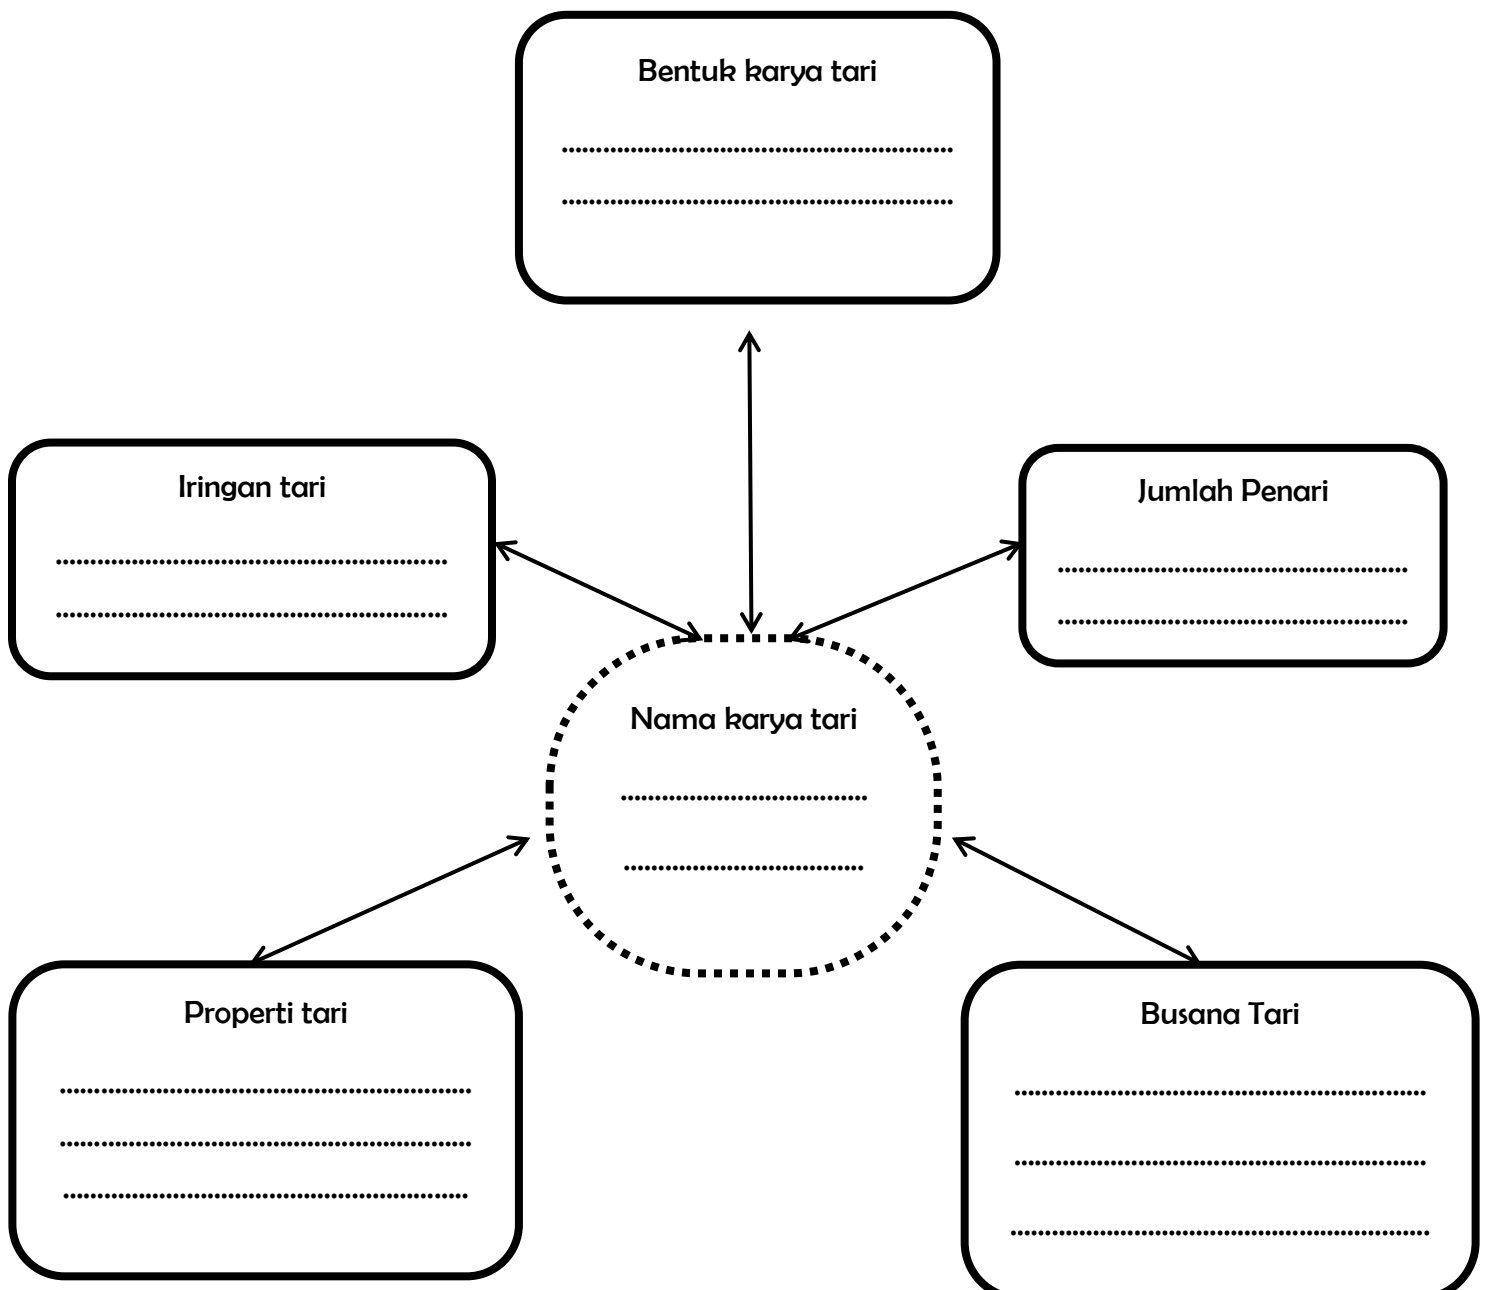 Bentuk karya tari
............................................................
............................................................
Iringan tari
............................................................
............................................................
Jumlah Penari
......................................................
......................................................
Nama karya tari
......................................
.....................................
Properti tari
...............................................................
...............................................................
..............................................................
Busana Tari
...............................................................
...............................................................
................................................................